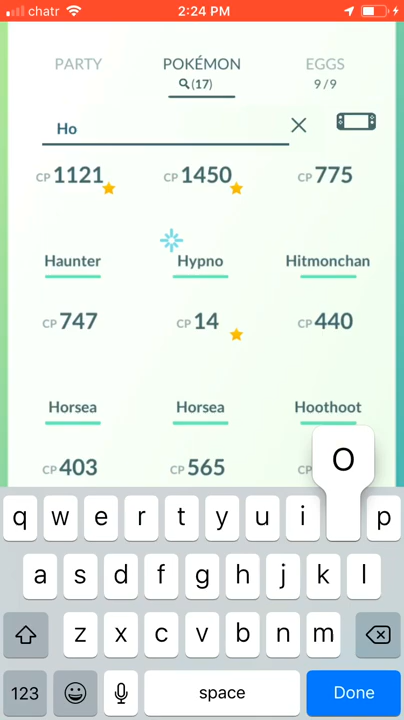 chatr 2:24 PM
PARTY POKÉMON EGGS
(17) 9/9
Ho
CP 1121 CP 1450 CP 775
Haunter Hypno Hitmonchan
CP 747 CP 14 CP 440
Horsea Horsea Hoothoot
CP 403 CP 565 CP
O
q w e r t y u i p
a s d f g h j k l
z x c v b n m
123 space Done